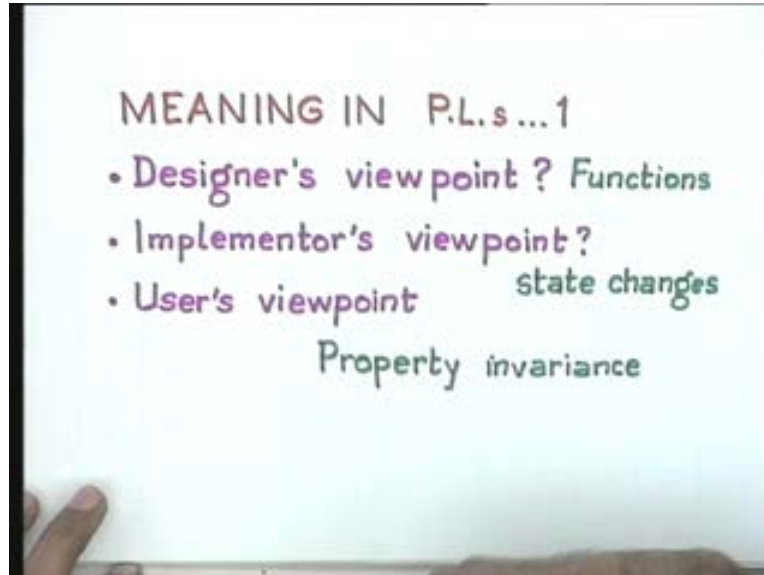 MEANING IN P.L.s...1
• Designer's viewpoint? Functions
• Implementor's viewpoint?
state changes
• User's viewpoint
Property invariance